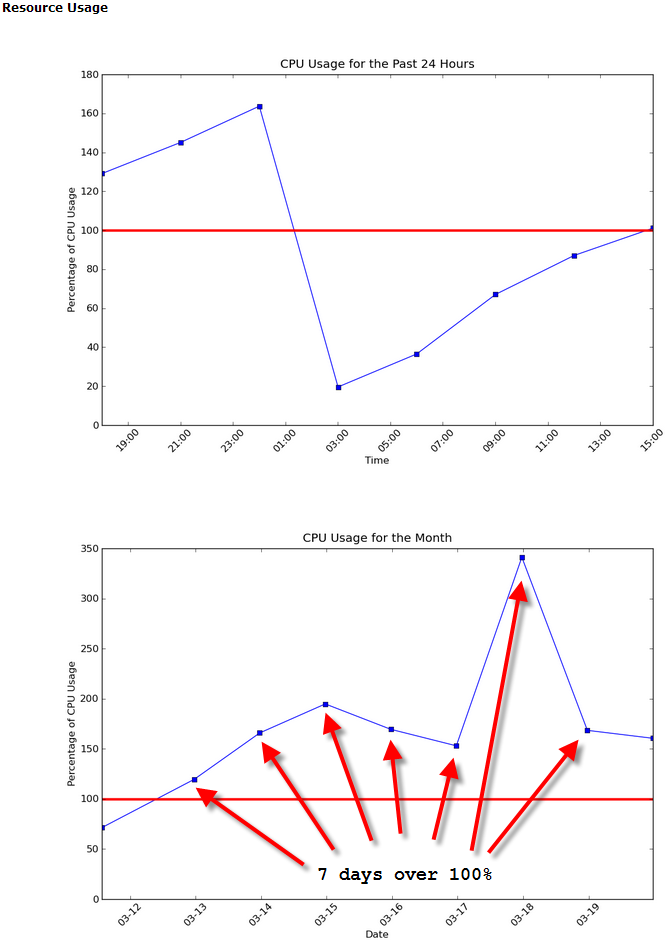 Resource Usage
CPU Usage for the Past 24 Hours
180
160
140
120
100
80
60
40
20
0
Percentage of CPU Usage
19:00 21:00 23:00 01:00 03:00 05:00 07:00 09:00 11:00 13:00 15:00
Time
CPU Usage for the Month
350
300
250
200
150
100
50
0
Percentage of CPU Usage
7 days over 100%
03-12 03-13 03-14 03-15 03-16 03-17 03-18 03-19
Date